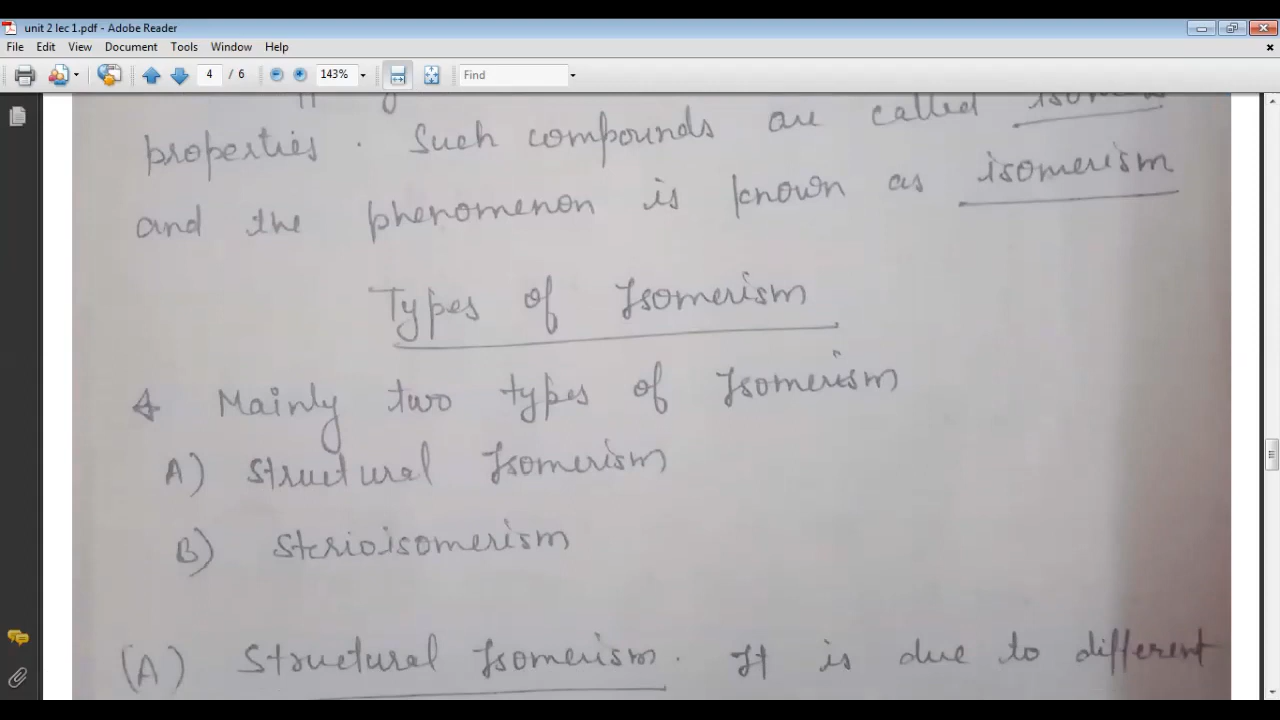 unit 2 lec 1.pdf - Adobe Reader
File Edit View Document Tools Window Help
4 / 6 143% Find
properties. Such compounds are called
and the phenomenon is known as isomerism
Types of Isomerism
Mainly two types of Isomerism
A) Structural Isomerism
B) Sterioisomerism
(A) Structural Isomerism. It is due to different